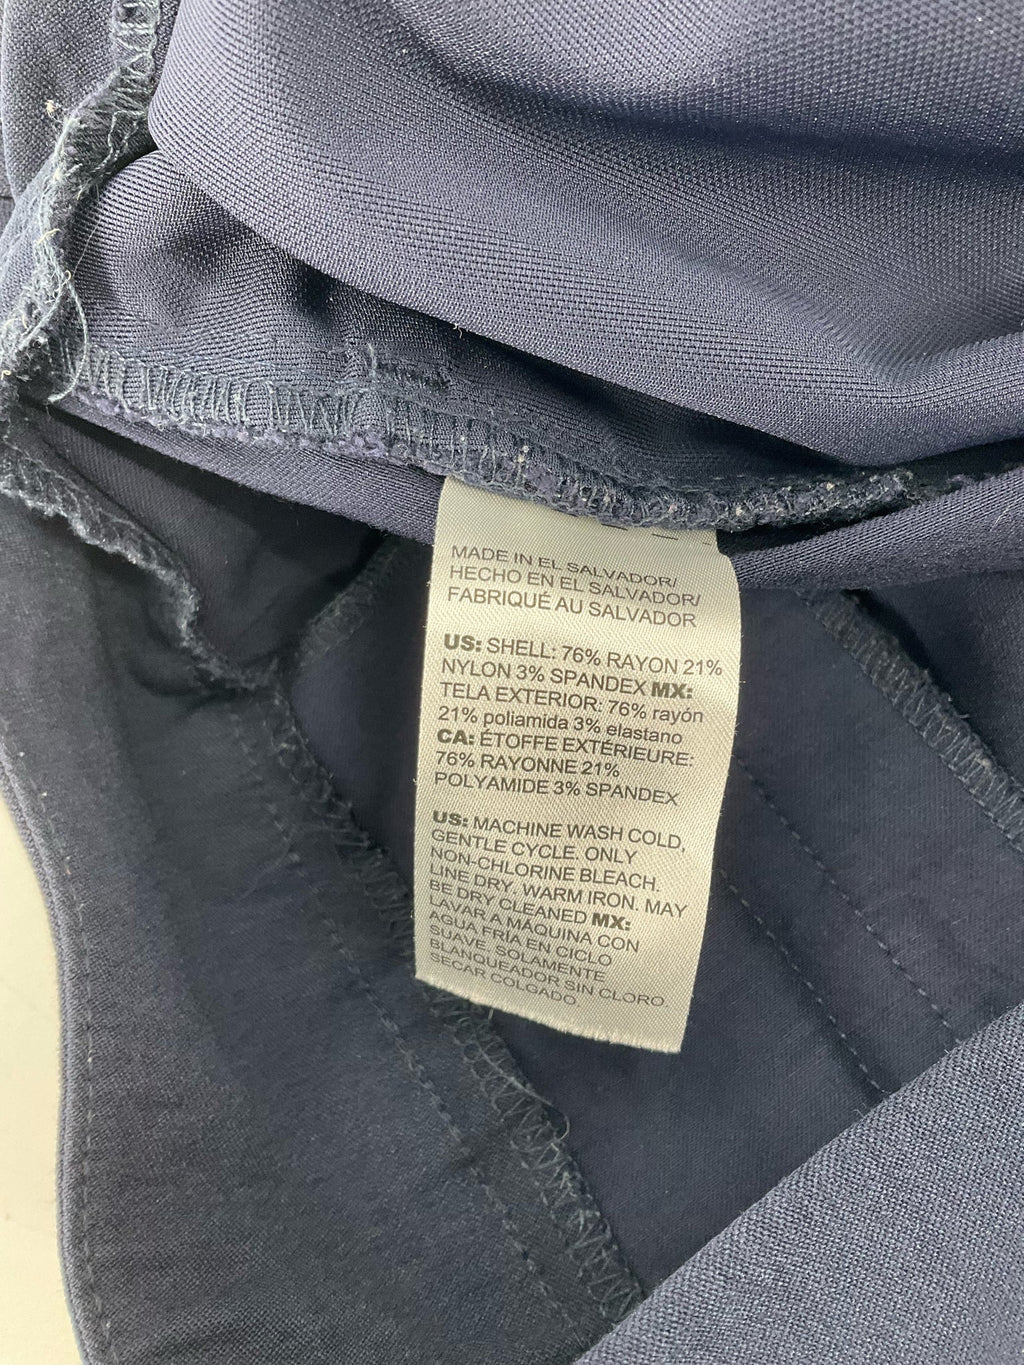 MADE IN EL SALVADOR/
HECHO EN EL SALVADOR/
FABRIQUÉ AU SALVADOR
US: SHELL: 76% RAYON 21%
NYLON 3% SPANDEX MX:
TELA EXTERIOR: 76% rayón
21% poliamida 3% elastano
CA: ÉTOFFE EXTÉRIEURE:
76% RAYONNE 21%
POLYAMIDE 3% SPANDEX
US: MACHINE WASH COLD,
GENTLE CYCLE. ONLY
NON-CHLORINE BLEACH.
LINE DRY. WARM IRON. MAY
BE DRY CLEANED MX:
LAVAR A MÁQUINA CON
AGUA FRÍA EN CICLO
SUAVE. SOLAMENTE
BLANQUEADOR SIN CLORO.
SECAR COLGADO.